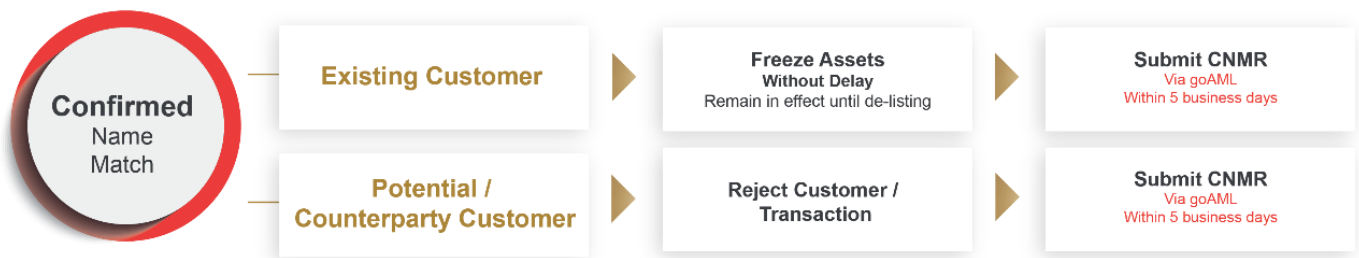 Confirmed
Name
Match
Existing Customer
Freeze Assets
Without Delay
Remain in effect until de-listing
Submit CNMR
Via goAML
Within 5 business days
Potential /
Counterparty Customer
Reject Customer /
Transaction
Submit CNMR
Via goAML
Within 5 business days